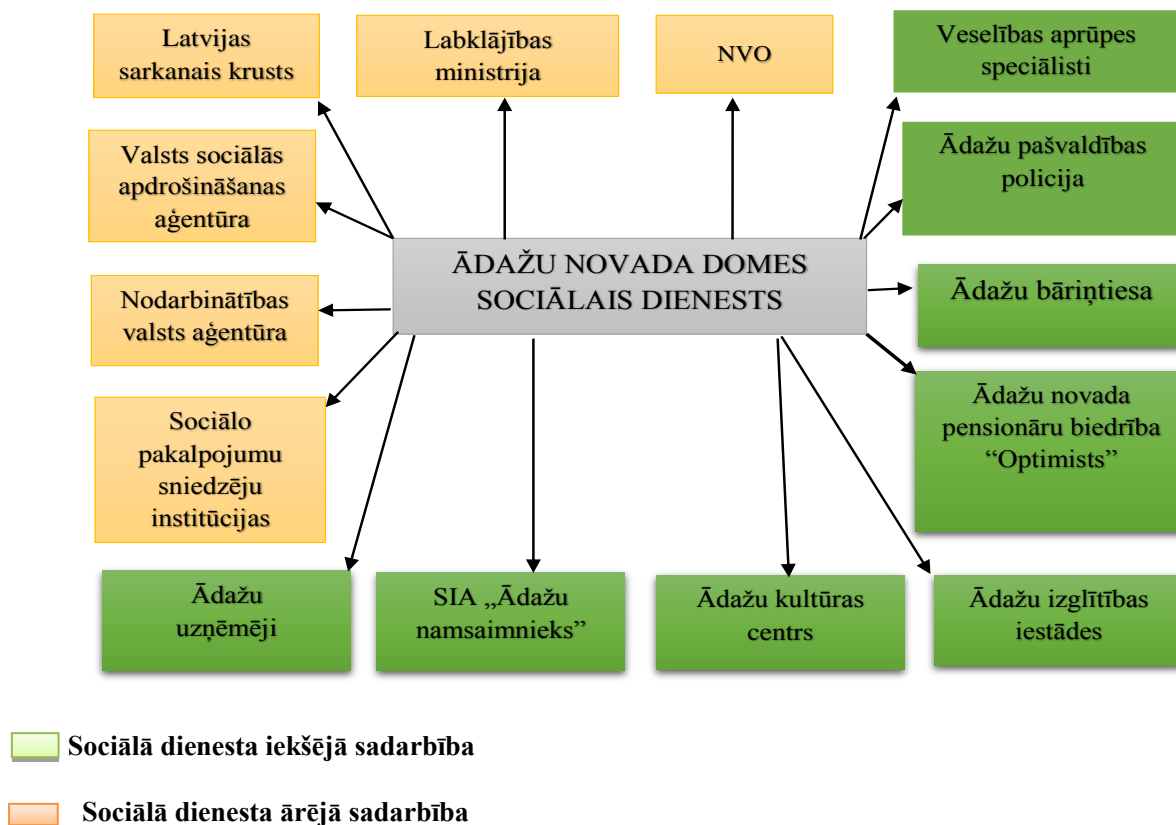 Latvijas
sarkanais krusts
Labklājības
ministrija
NVO
Veselības aprūpes
speciālisti
Valsts sociālās
apdrošināšanas
aģentūra
Ādažu pašvaldības
policija
ĀDAŽU NOVADA DOMES
SOCIĀLAIS DIENESTS
Nodarbinātības
valsts aģentūra
Ādažu bāriņtiesa
Sociālo
pakalpojumu
sniedzēju
institūcijas
Ādažu novada
pensionāru biedrība
“Optimists”
Ādažu
uzņēmēji
SIA „Ādažu
namsaimnieks”
Ādažu kultūras
centrs
Ādažu izglītības
iestādes
Sociālā dienesta iekšējā sadarbība
Sociālā dienesta ārējā sadarbība